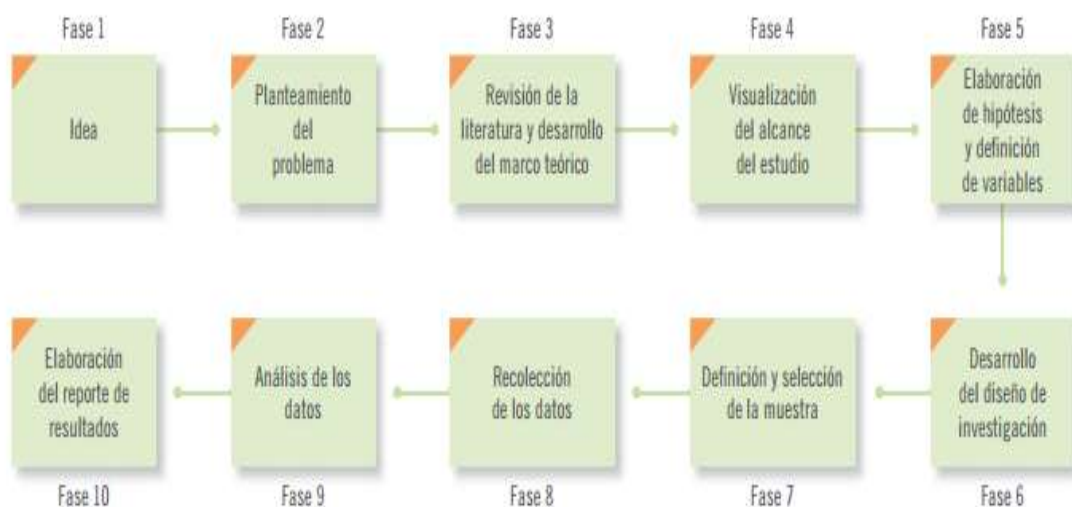 Fase 1
Idea
Fase 2
Planteamiento
del
problema
Fase 3
Revisión de la
literatura y desarrollo
del marco teórico
Fase 4
Visualización
del alcance
del estudio
Fase 5
Elaboración
de hipótesis
y definición
de variables
Desarrollo
del diseño de
investigación
Fase 6
Definición y selección
de la muestra
Fase 7
Recolección
de los datos
Fase 8
Análisis de los
datos
Fase 9
Elaboración
del reporte de
resultados
Fase 10